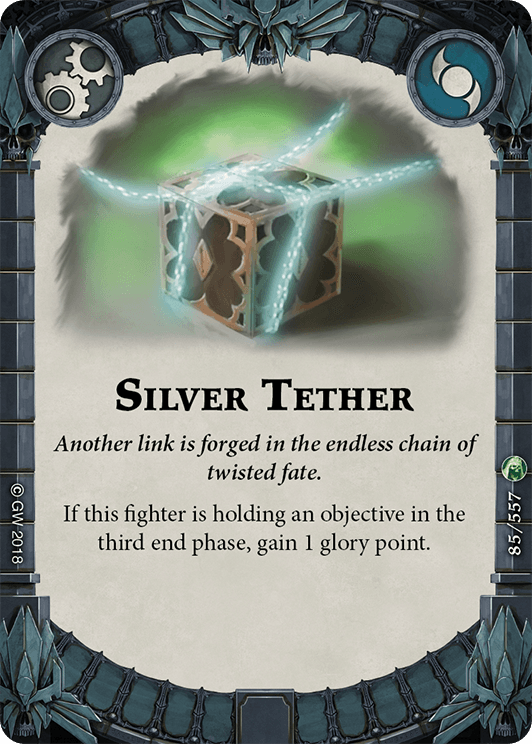 SILVER TETHER
Another link is forged in the endless chain of
twisted fate.
If this fighter is holding an objective in the
third end phase, gain 1 glory point.
© GW 2018
85/557